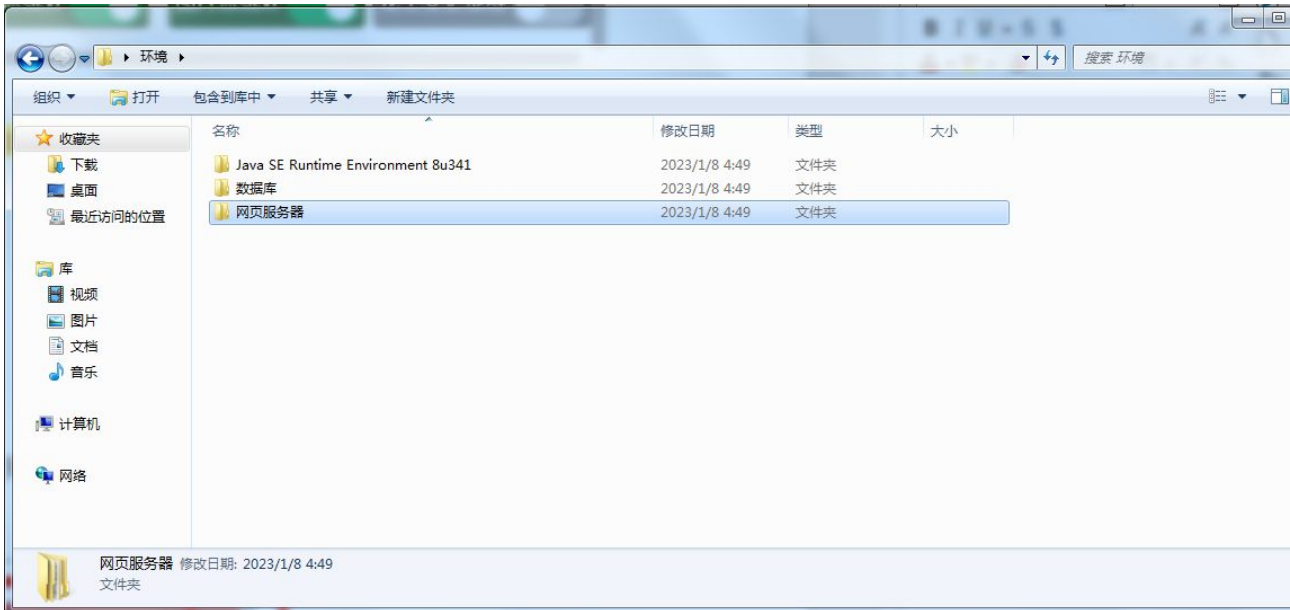 环境
搜索 环境
组织 打开 包含到库中 共享 新建文件夹
收藏夹
下载
桌面
最近访问的位置
库
视频
图片
文档
音乐
计算机
网络
名称 修改日期 类型 大小
Java SE Runtime Environment 8u341 2023/1/8 4:49 文件夹
数据库 2023/1/8 4:49 文件夹
网页服务器 2023/1/8 4:49 文件夹
网页服务器 修改日期: 2023/1/8 4:49
文件夹